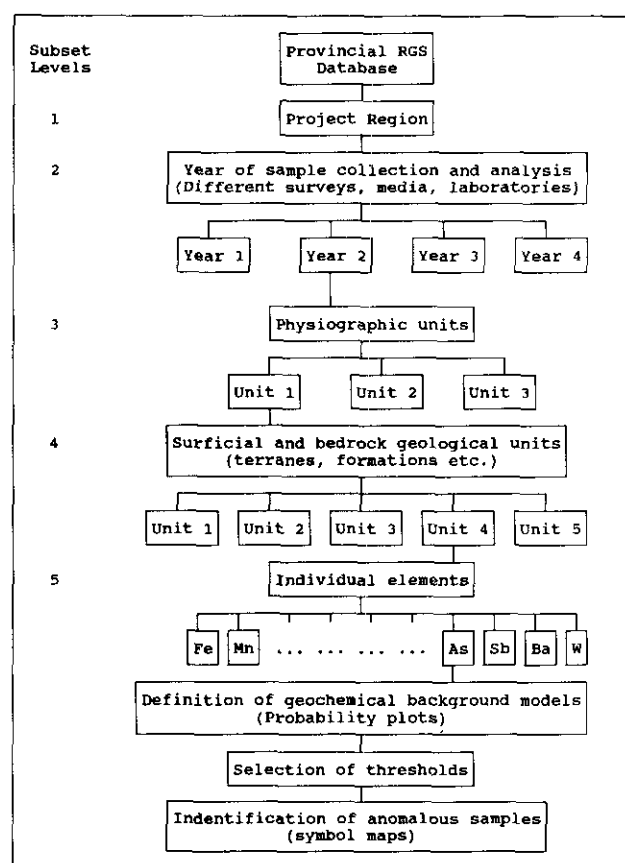 Subset
Levels
Provincial RGS
Database
1
Project Region
2
Year of sample collection and analysis
(Different surveys, media, laboratories)
Year 1 Year 2 Year 3 Year 4
3
Physiographic units
Unit 1 Unit 2 Unit 3
4
Surficial and bedrock geological units
(terranes, formations etc.)
Unit 1 Unit 2 Unit 3 Unit 4 Unit 5
5
Individual elements
Fe Mn ... ... ... ... As Sb Ba W
Definition of geochemical background models
(Probability plots)
Selection of thresholds
Indentification of anomalous samples
(symbol maps)